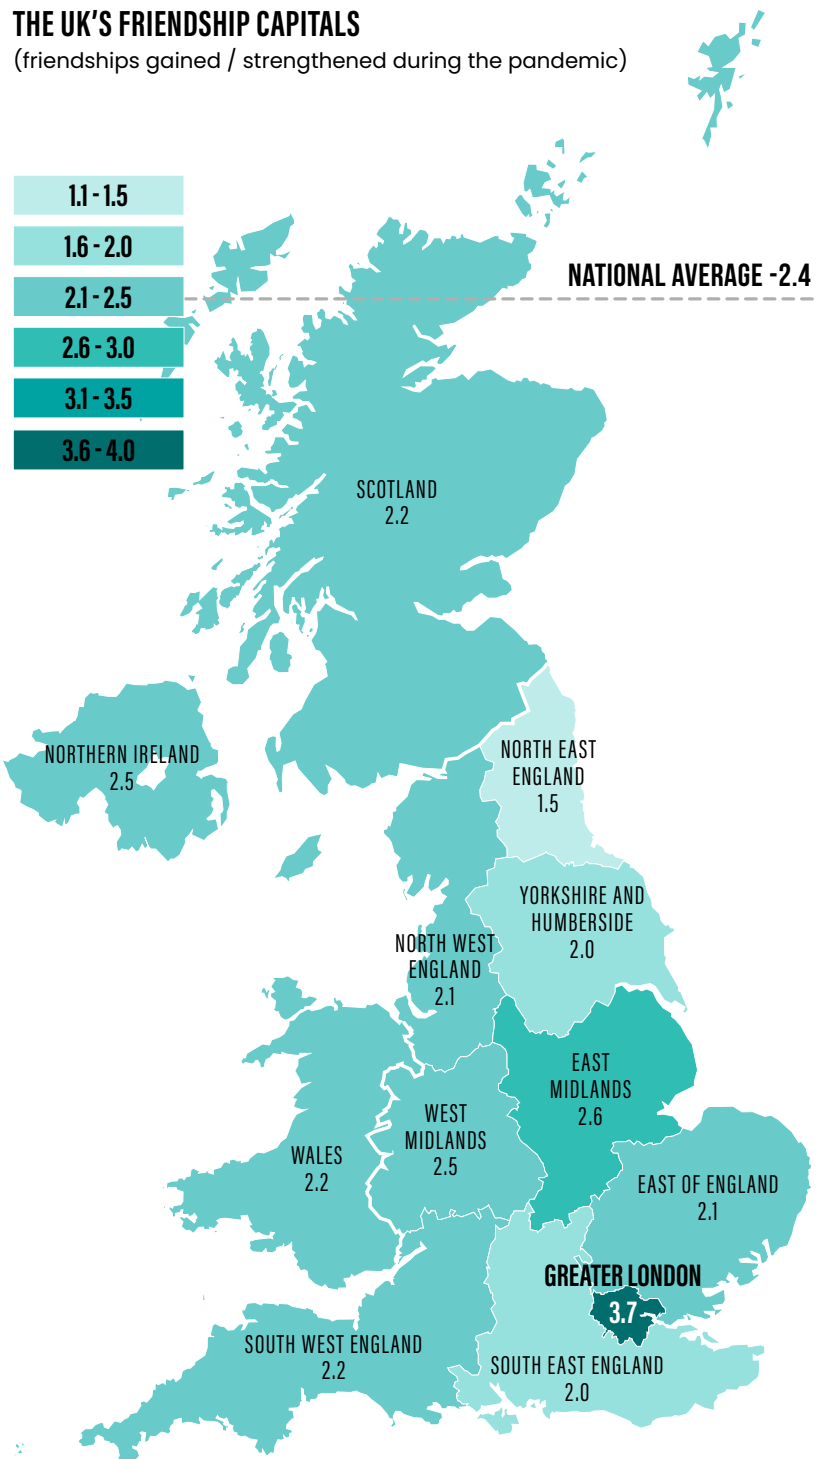 THE UK'S FRIENDSHIP CAPITALS
(friendships gained / strengthened during the pandemic)
1.1 - 1.5
1.6 - 2.0
2.1 - 2.5
2.6 - 3.0
3.1 - 3.5
3.6 - 4.0
NATIONAL AVERAGE -2.4
SCOTLAND
2.2
NORTHERN IRELAND
2.5
NORTH EAST
ENGLAND
1.5
YORKSHIRE AND
HUMBERSIDE
2.0
NORTH WEST
ENGLAND
2.1
EAST
MIDLANDS
2.6
WEST
MIDLANDS
2.5
WALES
2.2
EAST OF ENGLAND
2.1
GREATER LONDON
3.7
SOUTH WEST ENGLAND
2.2
SOUTH EAST ENGLAND
2.0